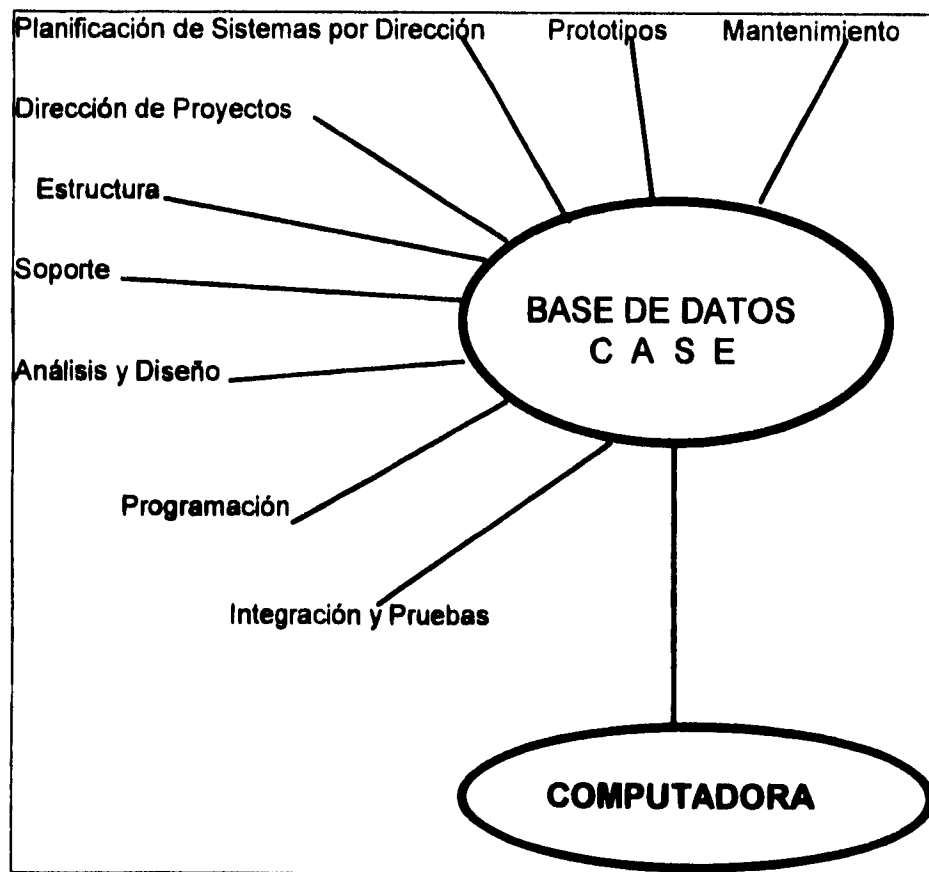 Planificación de Sistemas por Dirección
Prototipos
Mantenimiento
Dirección de Proyectos
Estructura
Soporte
Análisis y Diseño
Programación
Integración y Pruebas
BASE DE DATOS
C A S E
COMPUTADORA